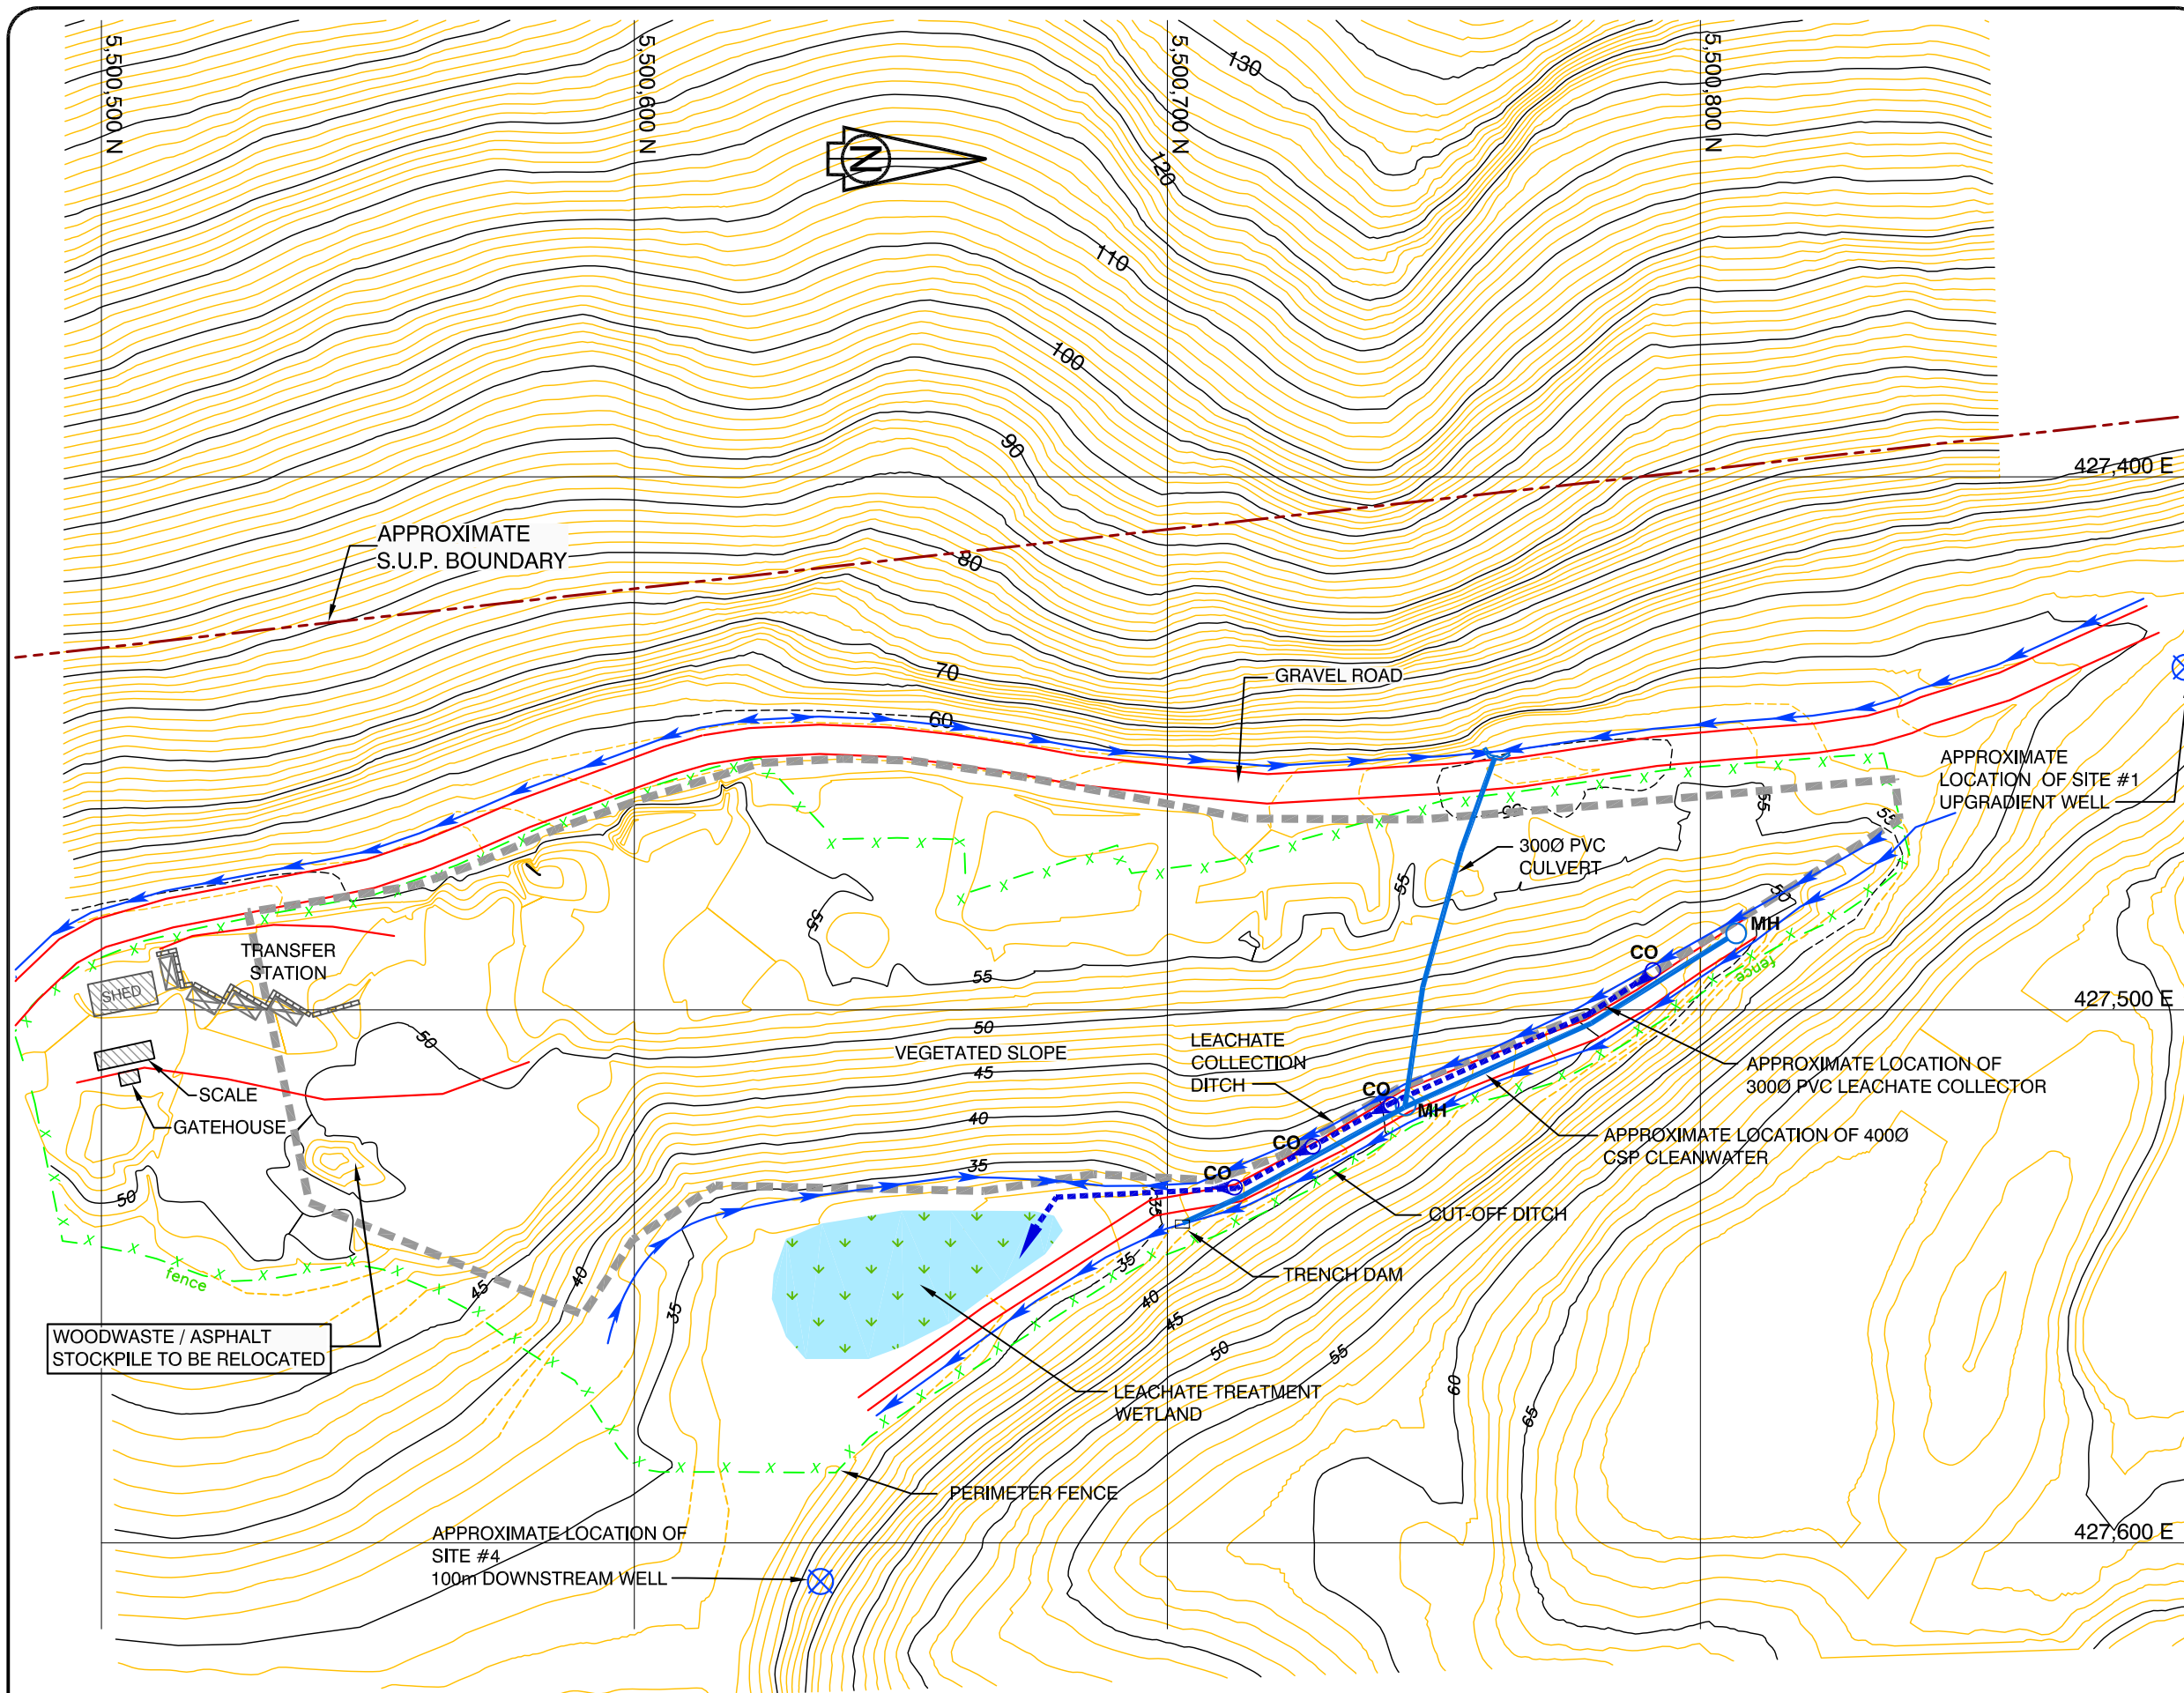 5,500,500 N
5,500,600 N
5,500,700 N
5,500,800 N
130
N
120
110
100
427,400 E
90
APPROXIMATE
S.U.P. BOUNDARY
80
70
GRAVEL ROAD
60
APPROXIMATE
LOCATION OF SITE #1
UPGRADIENT WELL
55
55
55
300Ø PVC
CULVERT
55
50
MH
55
TRANSFER
STATION
CO
fence
55
SHED
427,500 E
50
50
VEGETATED SLOPE
LEACHATE
COLLECTION
DITCH
45
APPROXIMATE LOCATION OF
300Ø PVC LEACHATE COLLECTOR
SCALE
GATEHOUSE
CO
MH
40
CO
APPROXIMATE LOCATION OF 400Ø
CSP CLEANWATER
35
CO
50
35
CUT-OFF DITCH
fence
45
40
35
35
TRENCH DAM
40
45
50
55
WOODWASTE / ASPHALT
STOCKPILE TO BE RELOCATED
LEACHATE TREATMENT
WETLAND
60
65
PERIMETER FENCE
APPROXIMATE LOCATION OF
SITE #4
100m DOWNSTREAM WELL
427,600 E